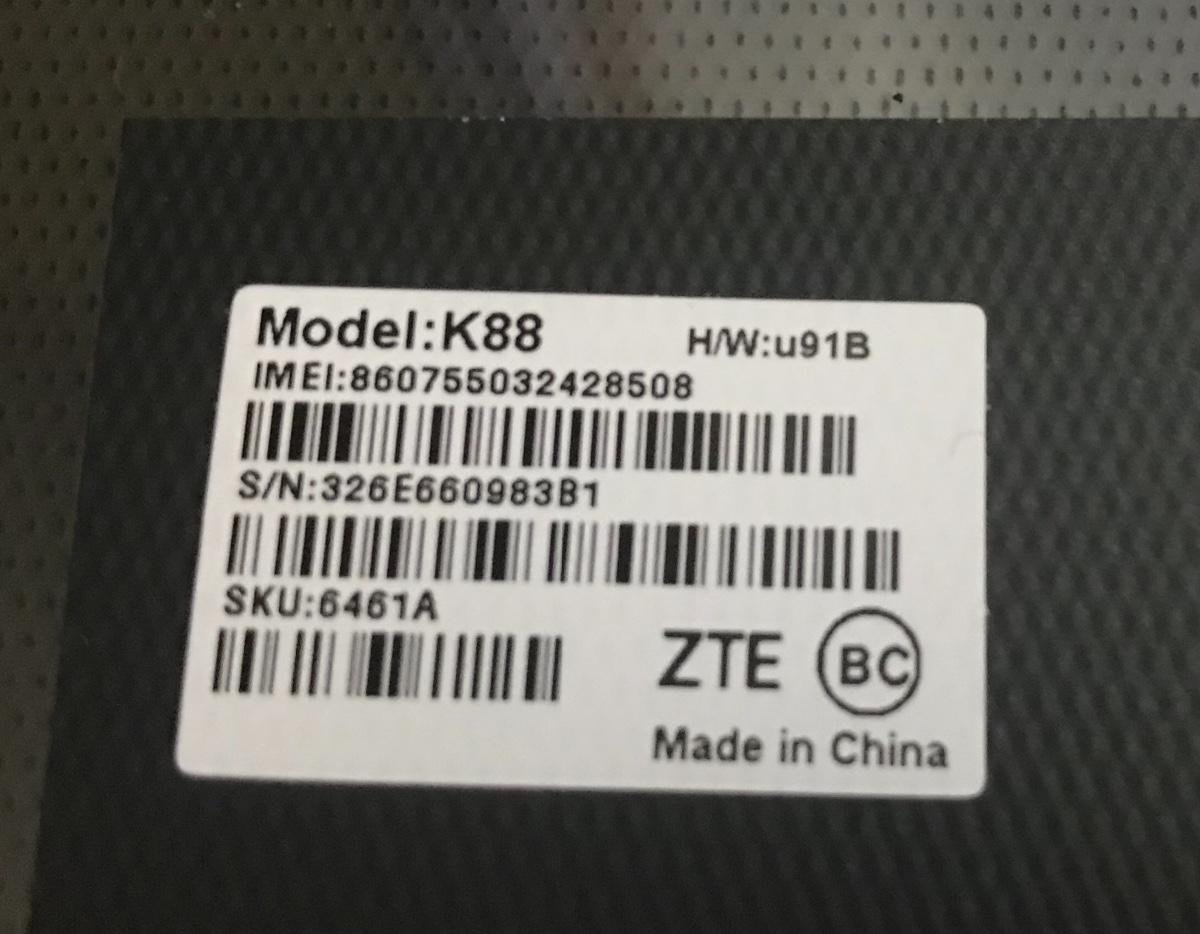 Model:K88 H/W:u91B
IMEI:860755032428508
S/N:326E660983B1
SKU:6461A
ZTE BC
Made in China